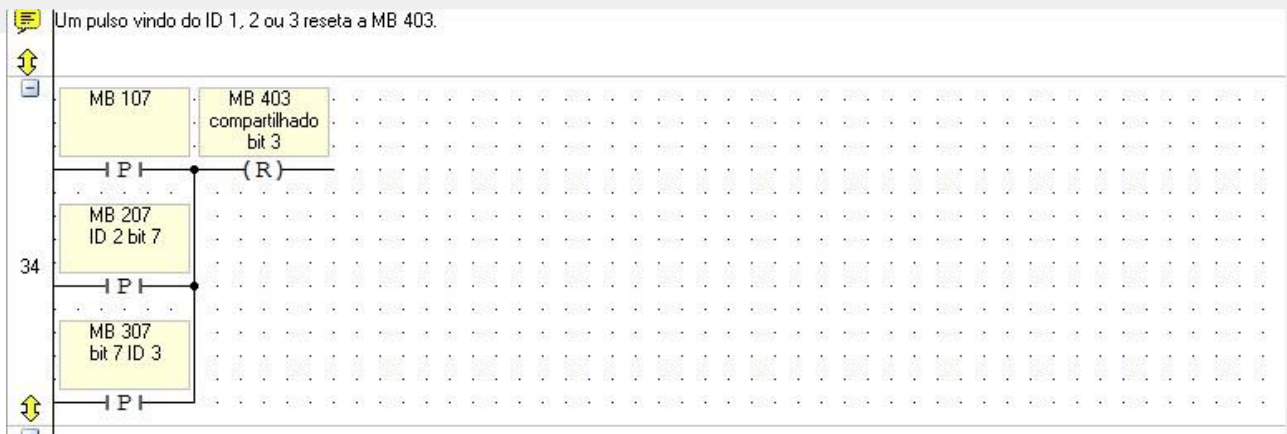 Um pulso vindo do ID 1, 2 ou 3 reseta a MB 403.
MB 107
MB 403
compartilhado
bit 3
P
(R)
MB 207
ID 2 bit 7
34
P
MB 307
bit 7 ID 3
P